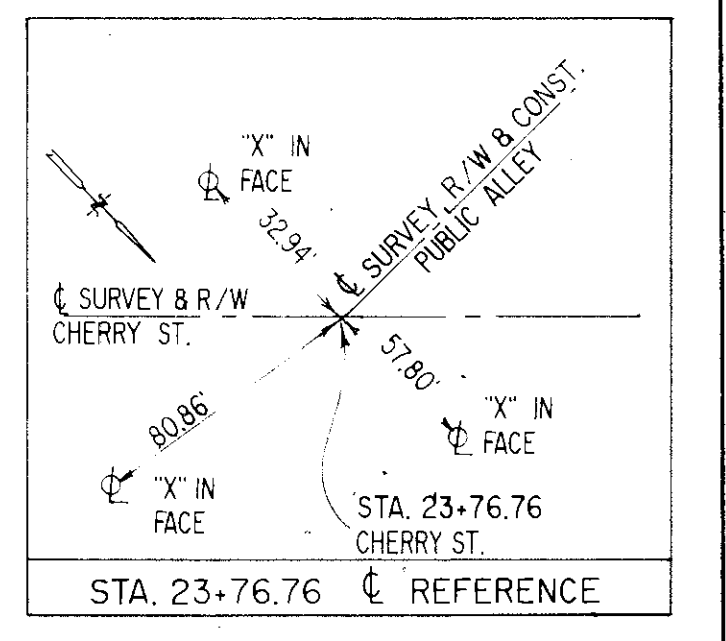 "X" IN
FACE
32.94'
℄ SURVEY, R/W & CONST.
PUBLIC ALLEY
℄ SURVEY & R/W
CHERRY ST.
57.80'
80.86'
"X" IN
FACE
"X" IN
FACE
STA. 23+76.76
CHERRY ST.
STA. 23+76.76 ℄ REFERENCE